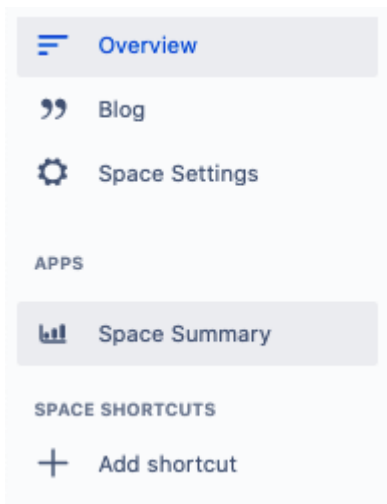 Overview
Blog
Space Settings
APPS
Space Summary
SPACE SHORTCUTS
Add shortcut